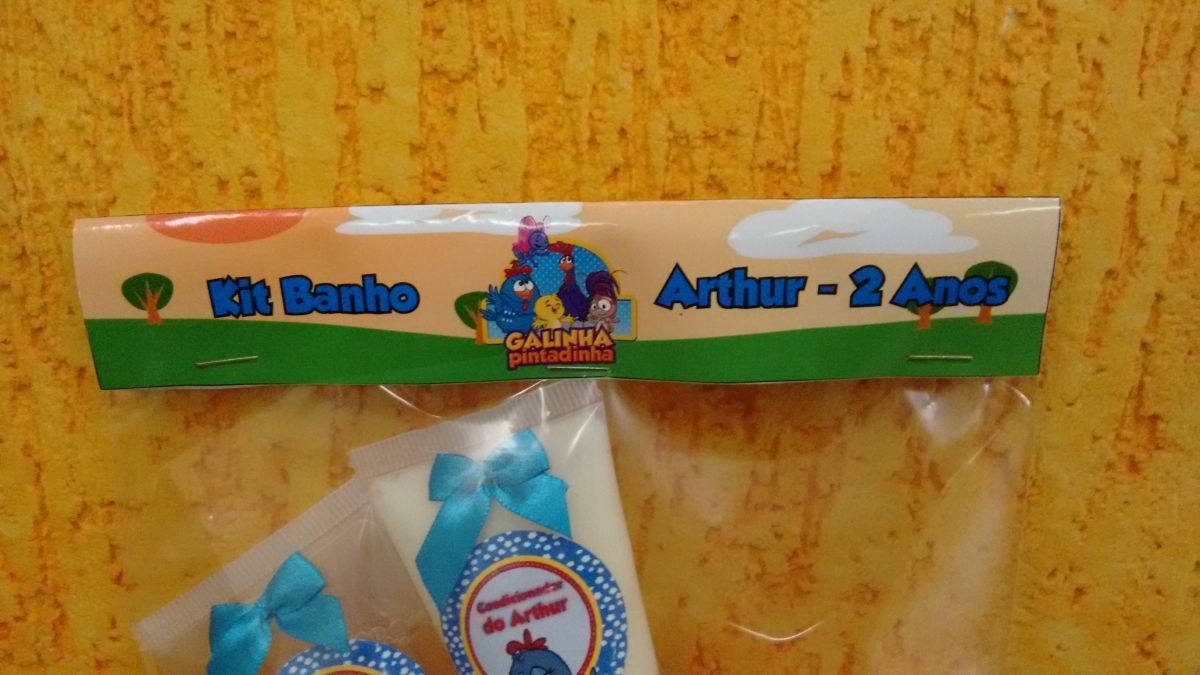 Kit Banho
GALINHA
pintadinha
Arthur - 2 Anos
Condicionador
do Arthur